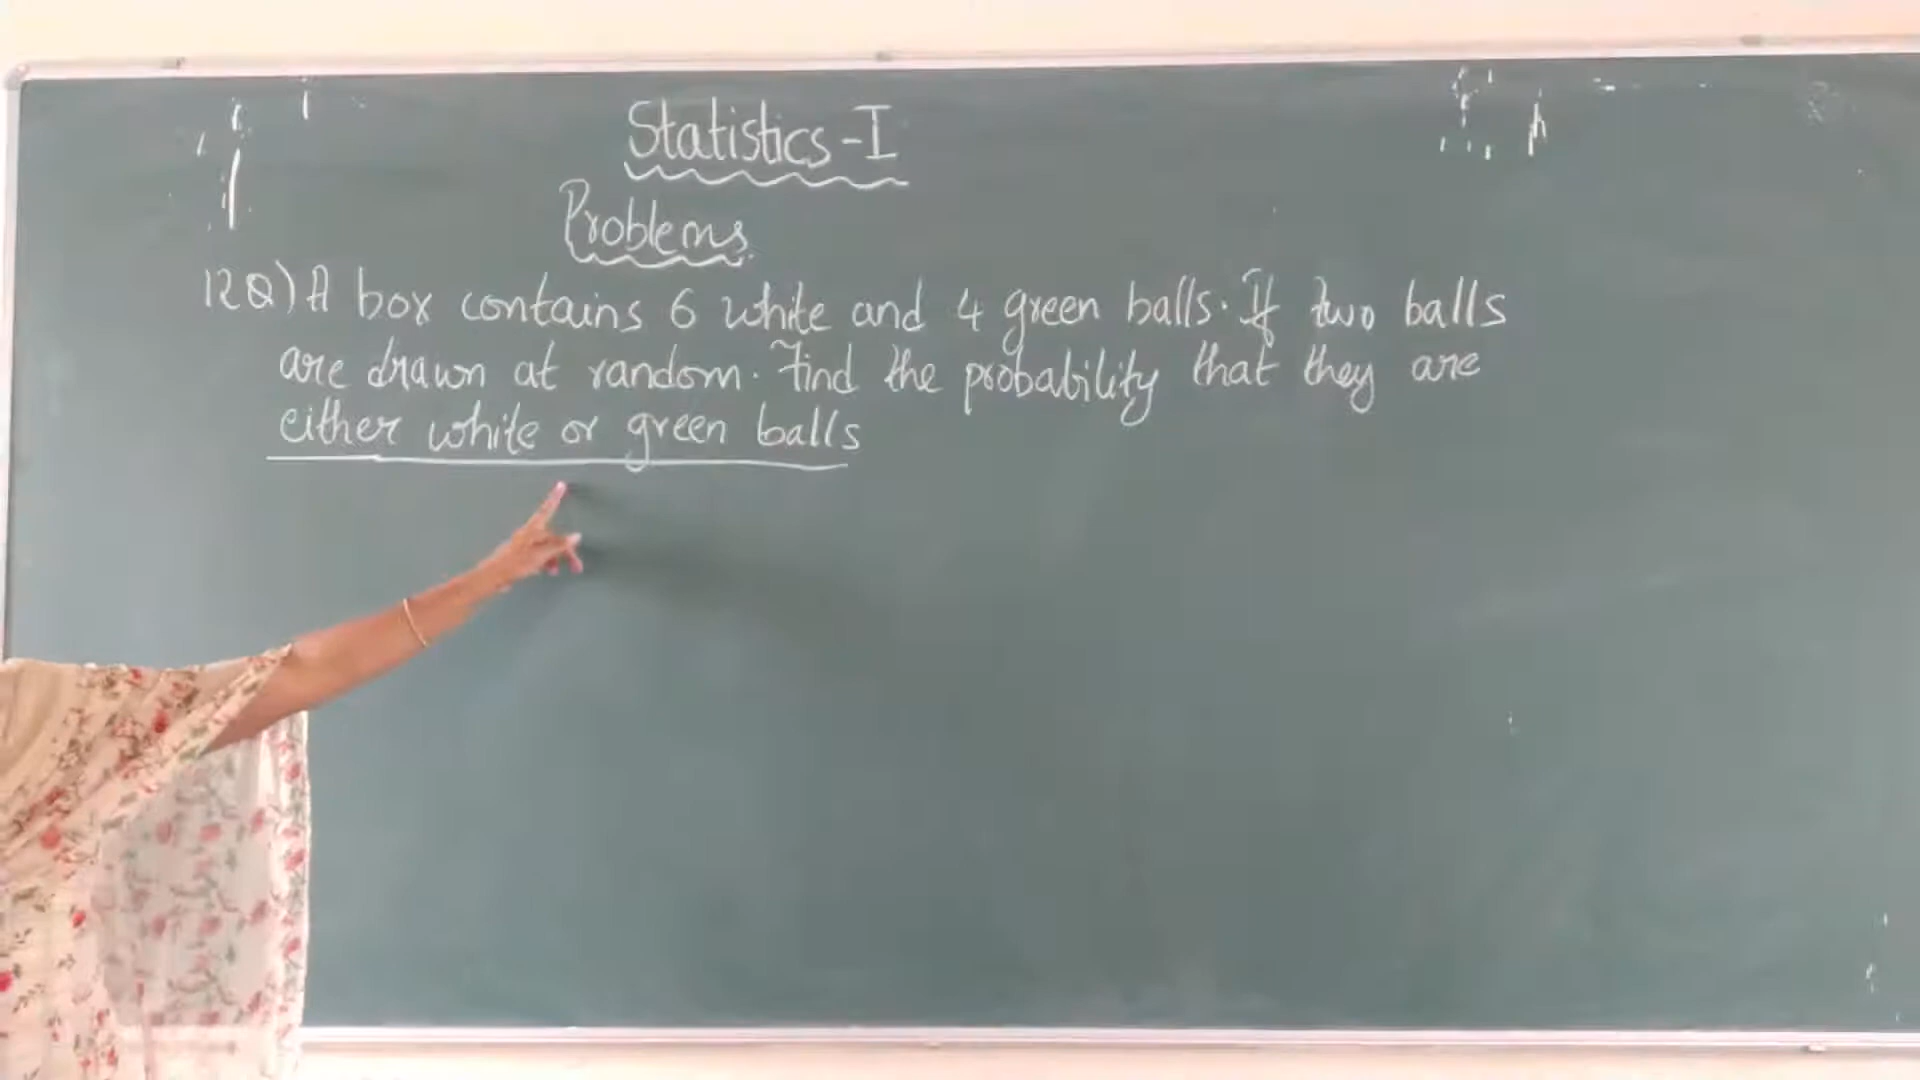 Statistics-I
Problems
12Q) A box contains 6 white and 4 green balls. If two balls
are drawn at random. Find the probability that they are
either white or green balls